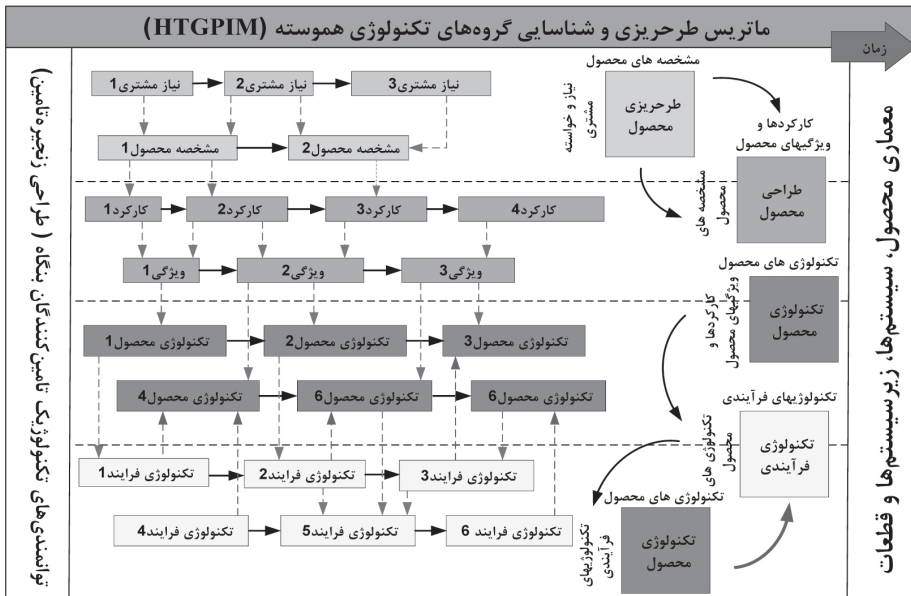 ماتریس طرحریزی و شناسایی گروه‌های تکنولوژی هموسته (HTGPIM)
زمان
معماری محصول، سیستم‌ها، زیرسیستم‌ها و قطعات
توانمندی‌های تکنولوژیک تامین کنندگان بنگاه ( طراحی زنجیره تامین)
نیاز مشتری1
نیاز مشتری2
نیاز مشتری3
مشخصه محصول1
مشخصه محصول2
کارکرد1
کارکرد2
کارکرد3
کارکرد4
ویژگی1
ویژگی2
ویژگی3
تکنولوژی محصول1
تکنولوژی محصول2
تکنولوژی محصول3
تکنولوژی محصول4
تکنولوژی محصول6
تکنولوژی محصول6
تکنولوژی فرایند1
تکنولوژی فرایند2
تکنولوژی فرایند3
تکنولوژی فرایند4
تکنولوژی فرایند5
تکنولوژی فرایند 6
مشخصه های محصول
نیاز و خواسته
مشتری
طرحریزی
محصول
کارکردها و
ویژگیهای محصول
مشخصه های
محصول
طراحی
محصول
تکنولوژی های محصول
کارکردها و
ویژگیهای محصول
تکنولوژی
محصول
تکنولوژیهای فرآیندی
تکنولوژی های
محصول
تکنولوژی
فرآیندی
تکنولوژی های محصول
تکنولوژیهای
فرآیندی
تکنولوژی
محصول